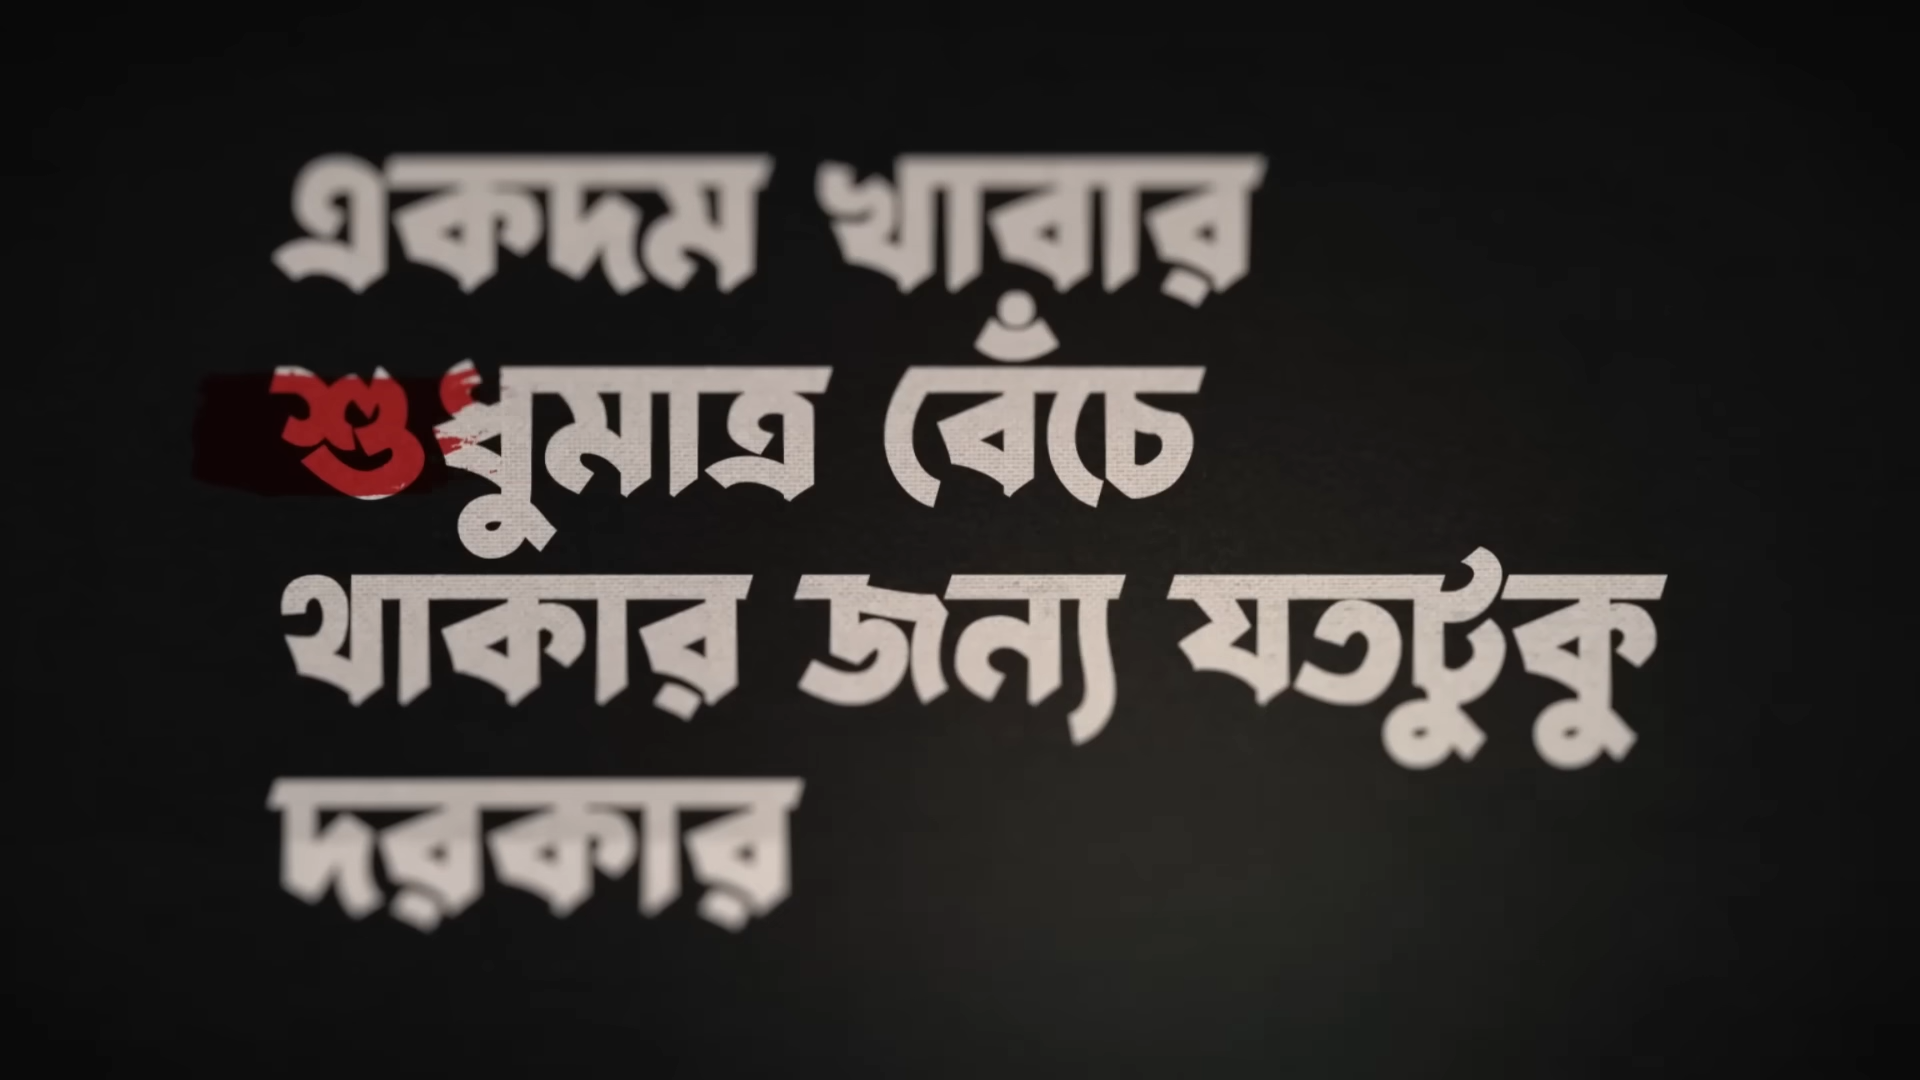 একদম খাবার
শুধুমাত্র বেঁচে
থাকার জন্য যতটুকু
দরকার